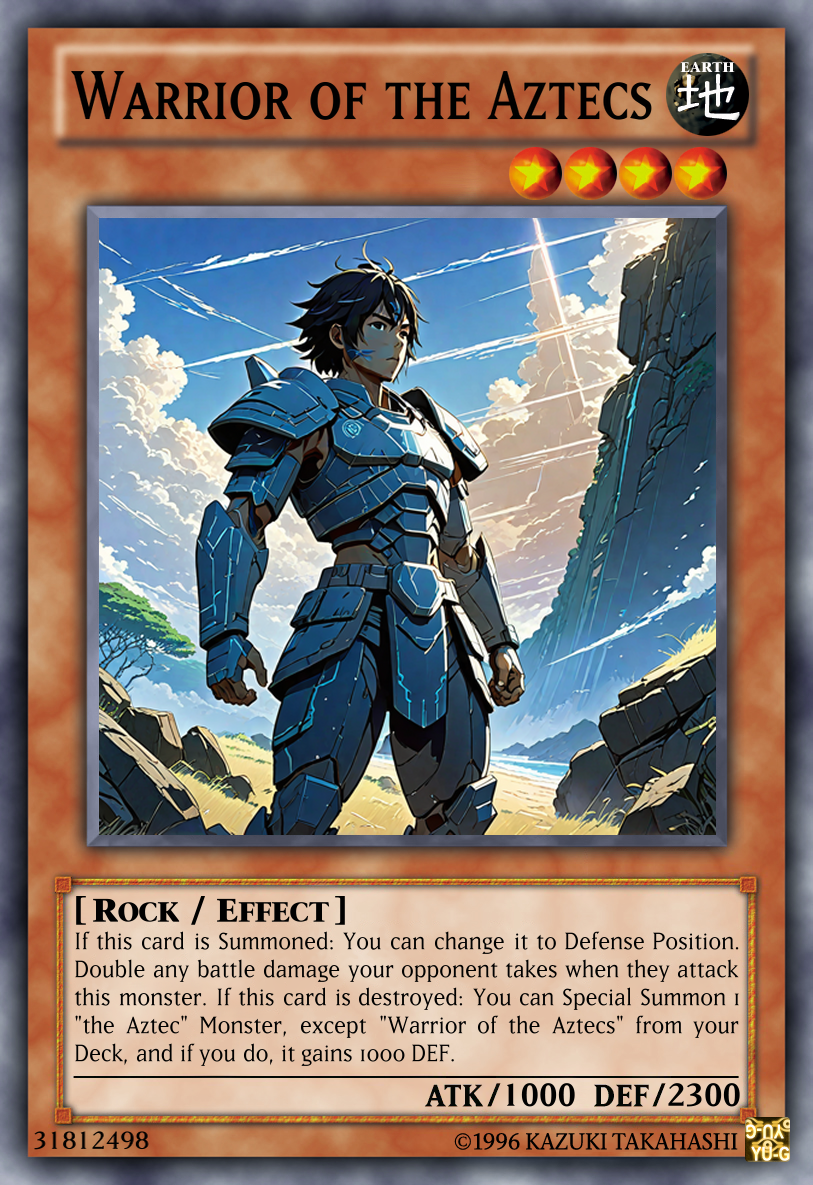 Warrior of the Aztecs
EARTH
地
[ Rock / Effect ]
If this card is Summoned: You can change it to Defense Position.
Double any battle damage your opponent takes when they attack
this monster. If this card is destroyed: You can Special Summon 1
"the Aztec" Monster, except "Warrior of the Aztecs" from your
Deck, and if you do, it gains 1000 DEF.
ATK/1000 DEF/2300
31812498
©1996 KAZUKI TAKAHASHI